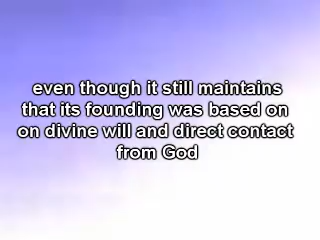 even though it still maintains
that its founding was based on
on divine will and direct contact
from God